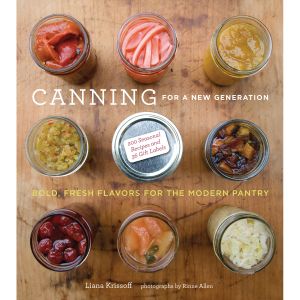 CANNING FOR A NEW GENERATION
200 Seasonal
Recipes and
25 Gift Labels
BOLD, FRESH FLAVORS FOR THE MODERN PANTRY
Liana Krissoff photographs by Rinne Allen